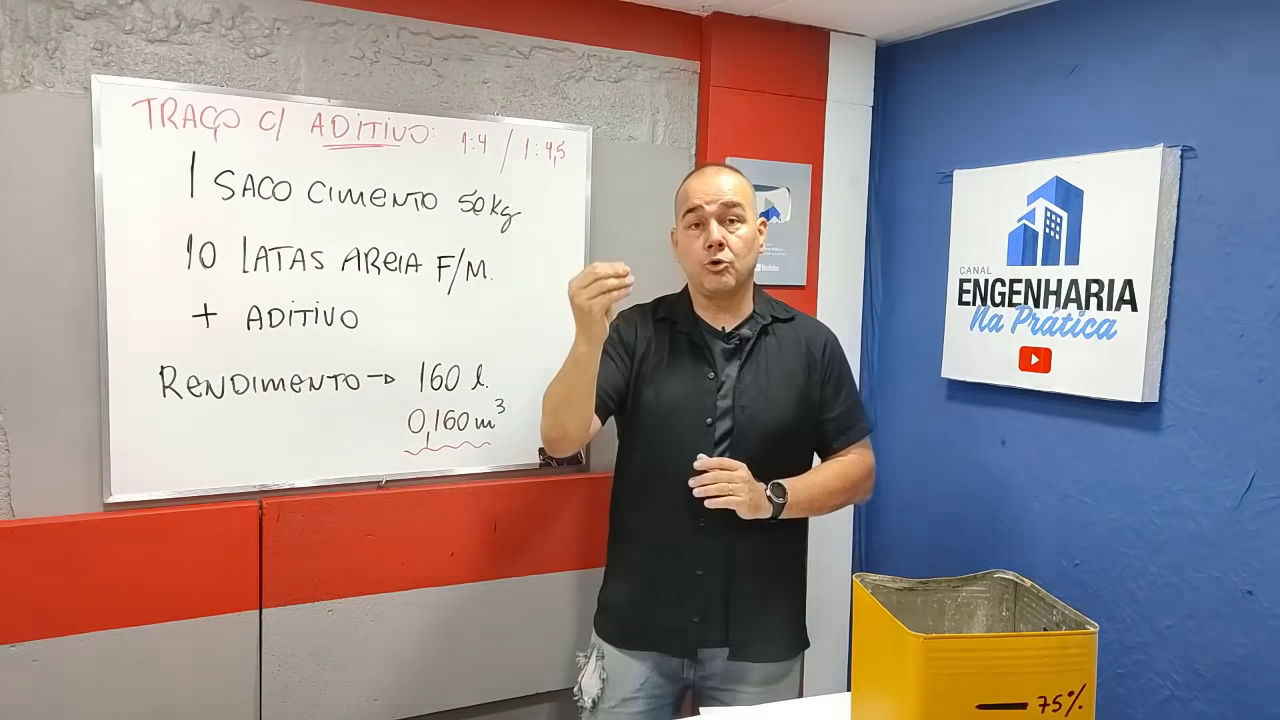 TRAÇO C/ ADITIVO: 1:4 / 1:4,5
1 SACO CIMENTO 50kg
10 LATAS AREIA F/M.
+ ADITIVO
RENDIMENTO → 160 l.
0,160 m³
CANAL
ENGENHARIA
Na Prática
YouTube
75%